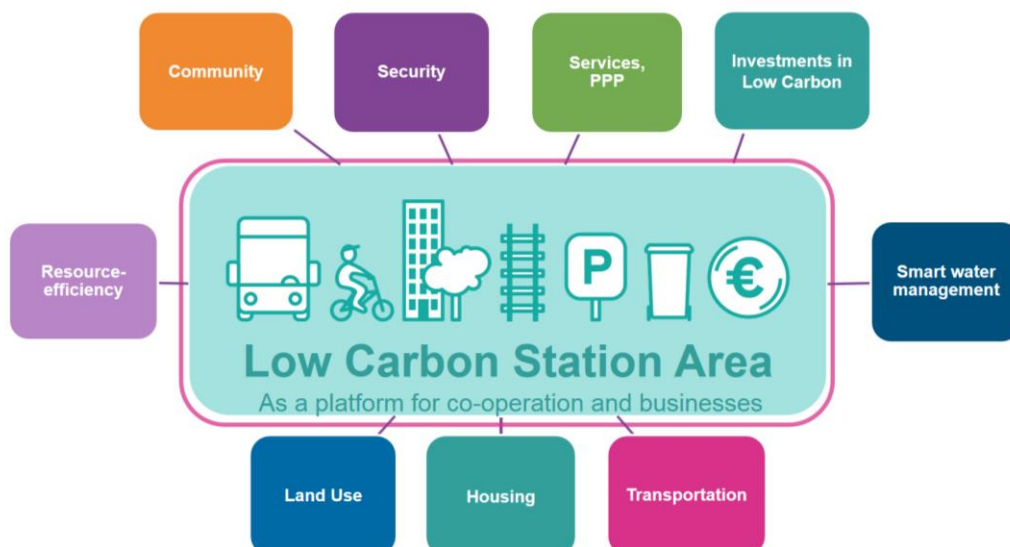 Community
Security
Services,
PPP
Investments in
Low Carbon
Resource-
efficiency
P
€
Smart water
management
Low Carbon Station Area
As a platform for co-operation and businesses
Land Use
Housing
Transportation